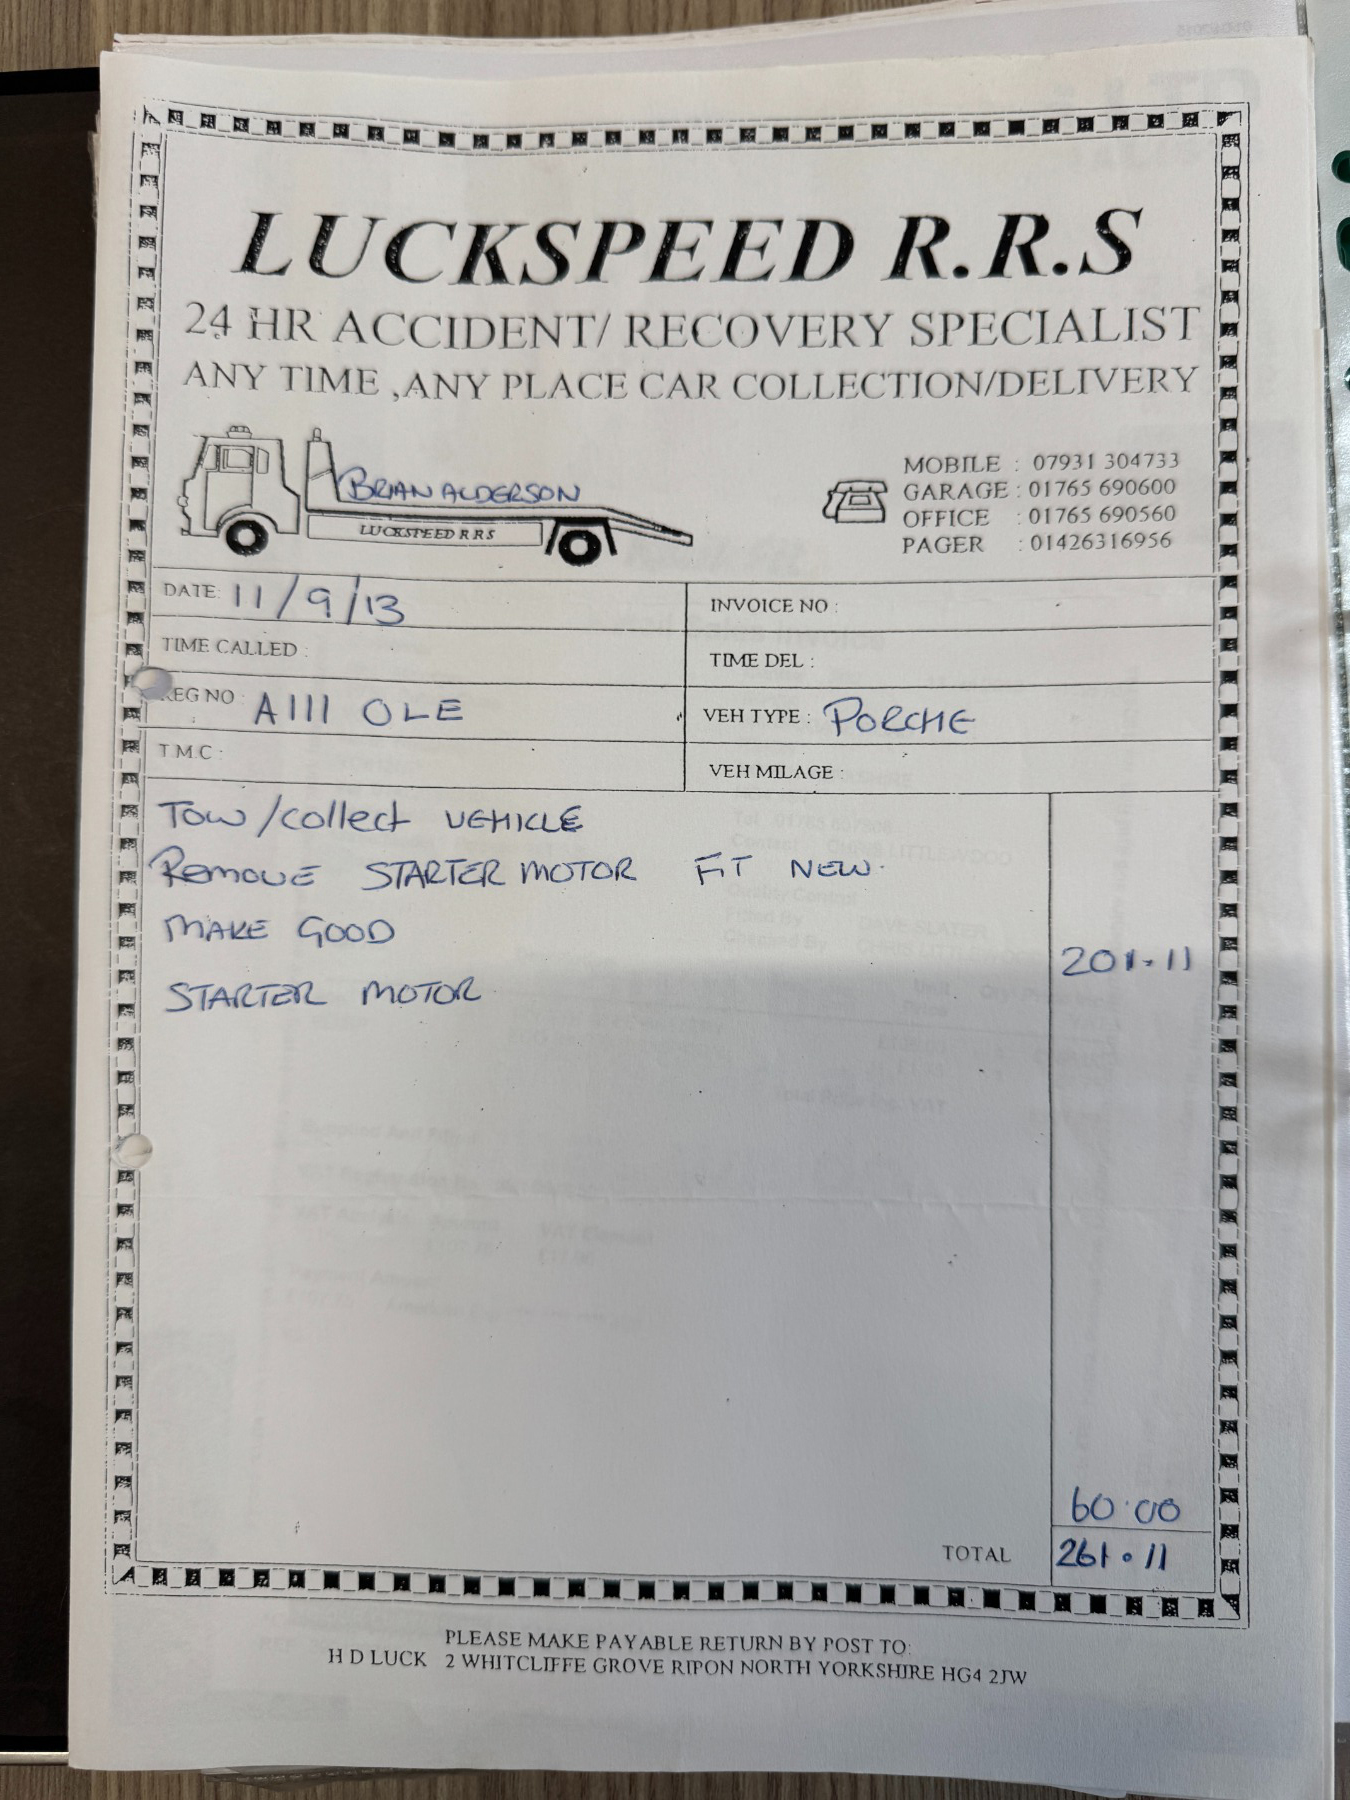 LUCKSPEED R.R.S
24 HR ACCIDENT/ RECOVERY SPECIALIST
ANY TIME ,ANY PLACE CAR COLLECTION/DELIVERY
BRIAN ALDERSON
LUCKSPEED R R S
MOBILE : 07931 304733
GARAGE : 01765 690600
OFFICE : 01765 690560
PAGER : 01426316956
DATE: 11/9/13
INVOICE NO :
TIME CALLED :
TIME DEL :
REG NO : A111 OLE
VEH TYPE : PORCHE
T.M.C :
VEH MILAGE :
Tow/collect VEHICLE
Remove STARTER MOTOR FiT NEW.
MAKE GOOD
201.11
STARTER MOTOR
60.00
TOTAL 261.11
PLEASE MAKE PAYABLE RETURN BY POST TO:
H D LUCK 2 WHITCLIFFE GROVE RIPON NORTH YORKSHIRE HG4 2JW